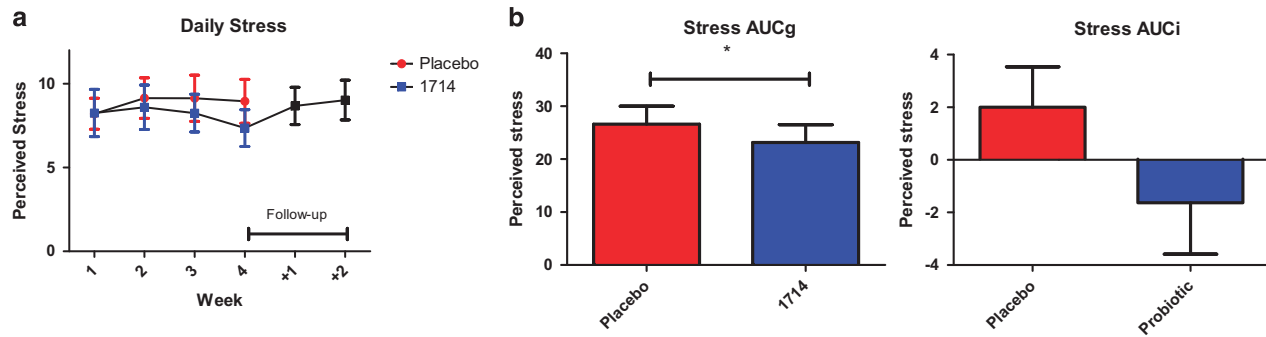 a
Daily Stress
Perceived Stress
10
5
0
Placebo
1714
Follow-up
1
2
3
4
+1
+2
Week
b
Stress AUCg
*
Perceived stress
40
30
20
10
0
Placebo
1714
Stress AUCi
Perceived stress
4
2
0
-2
-4
Placebo
Probiotic